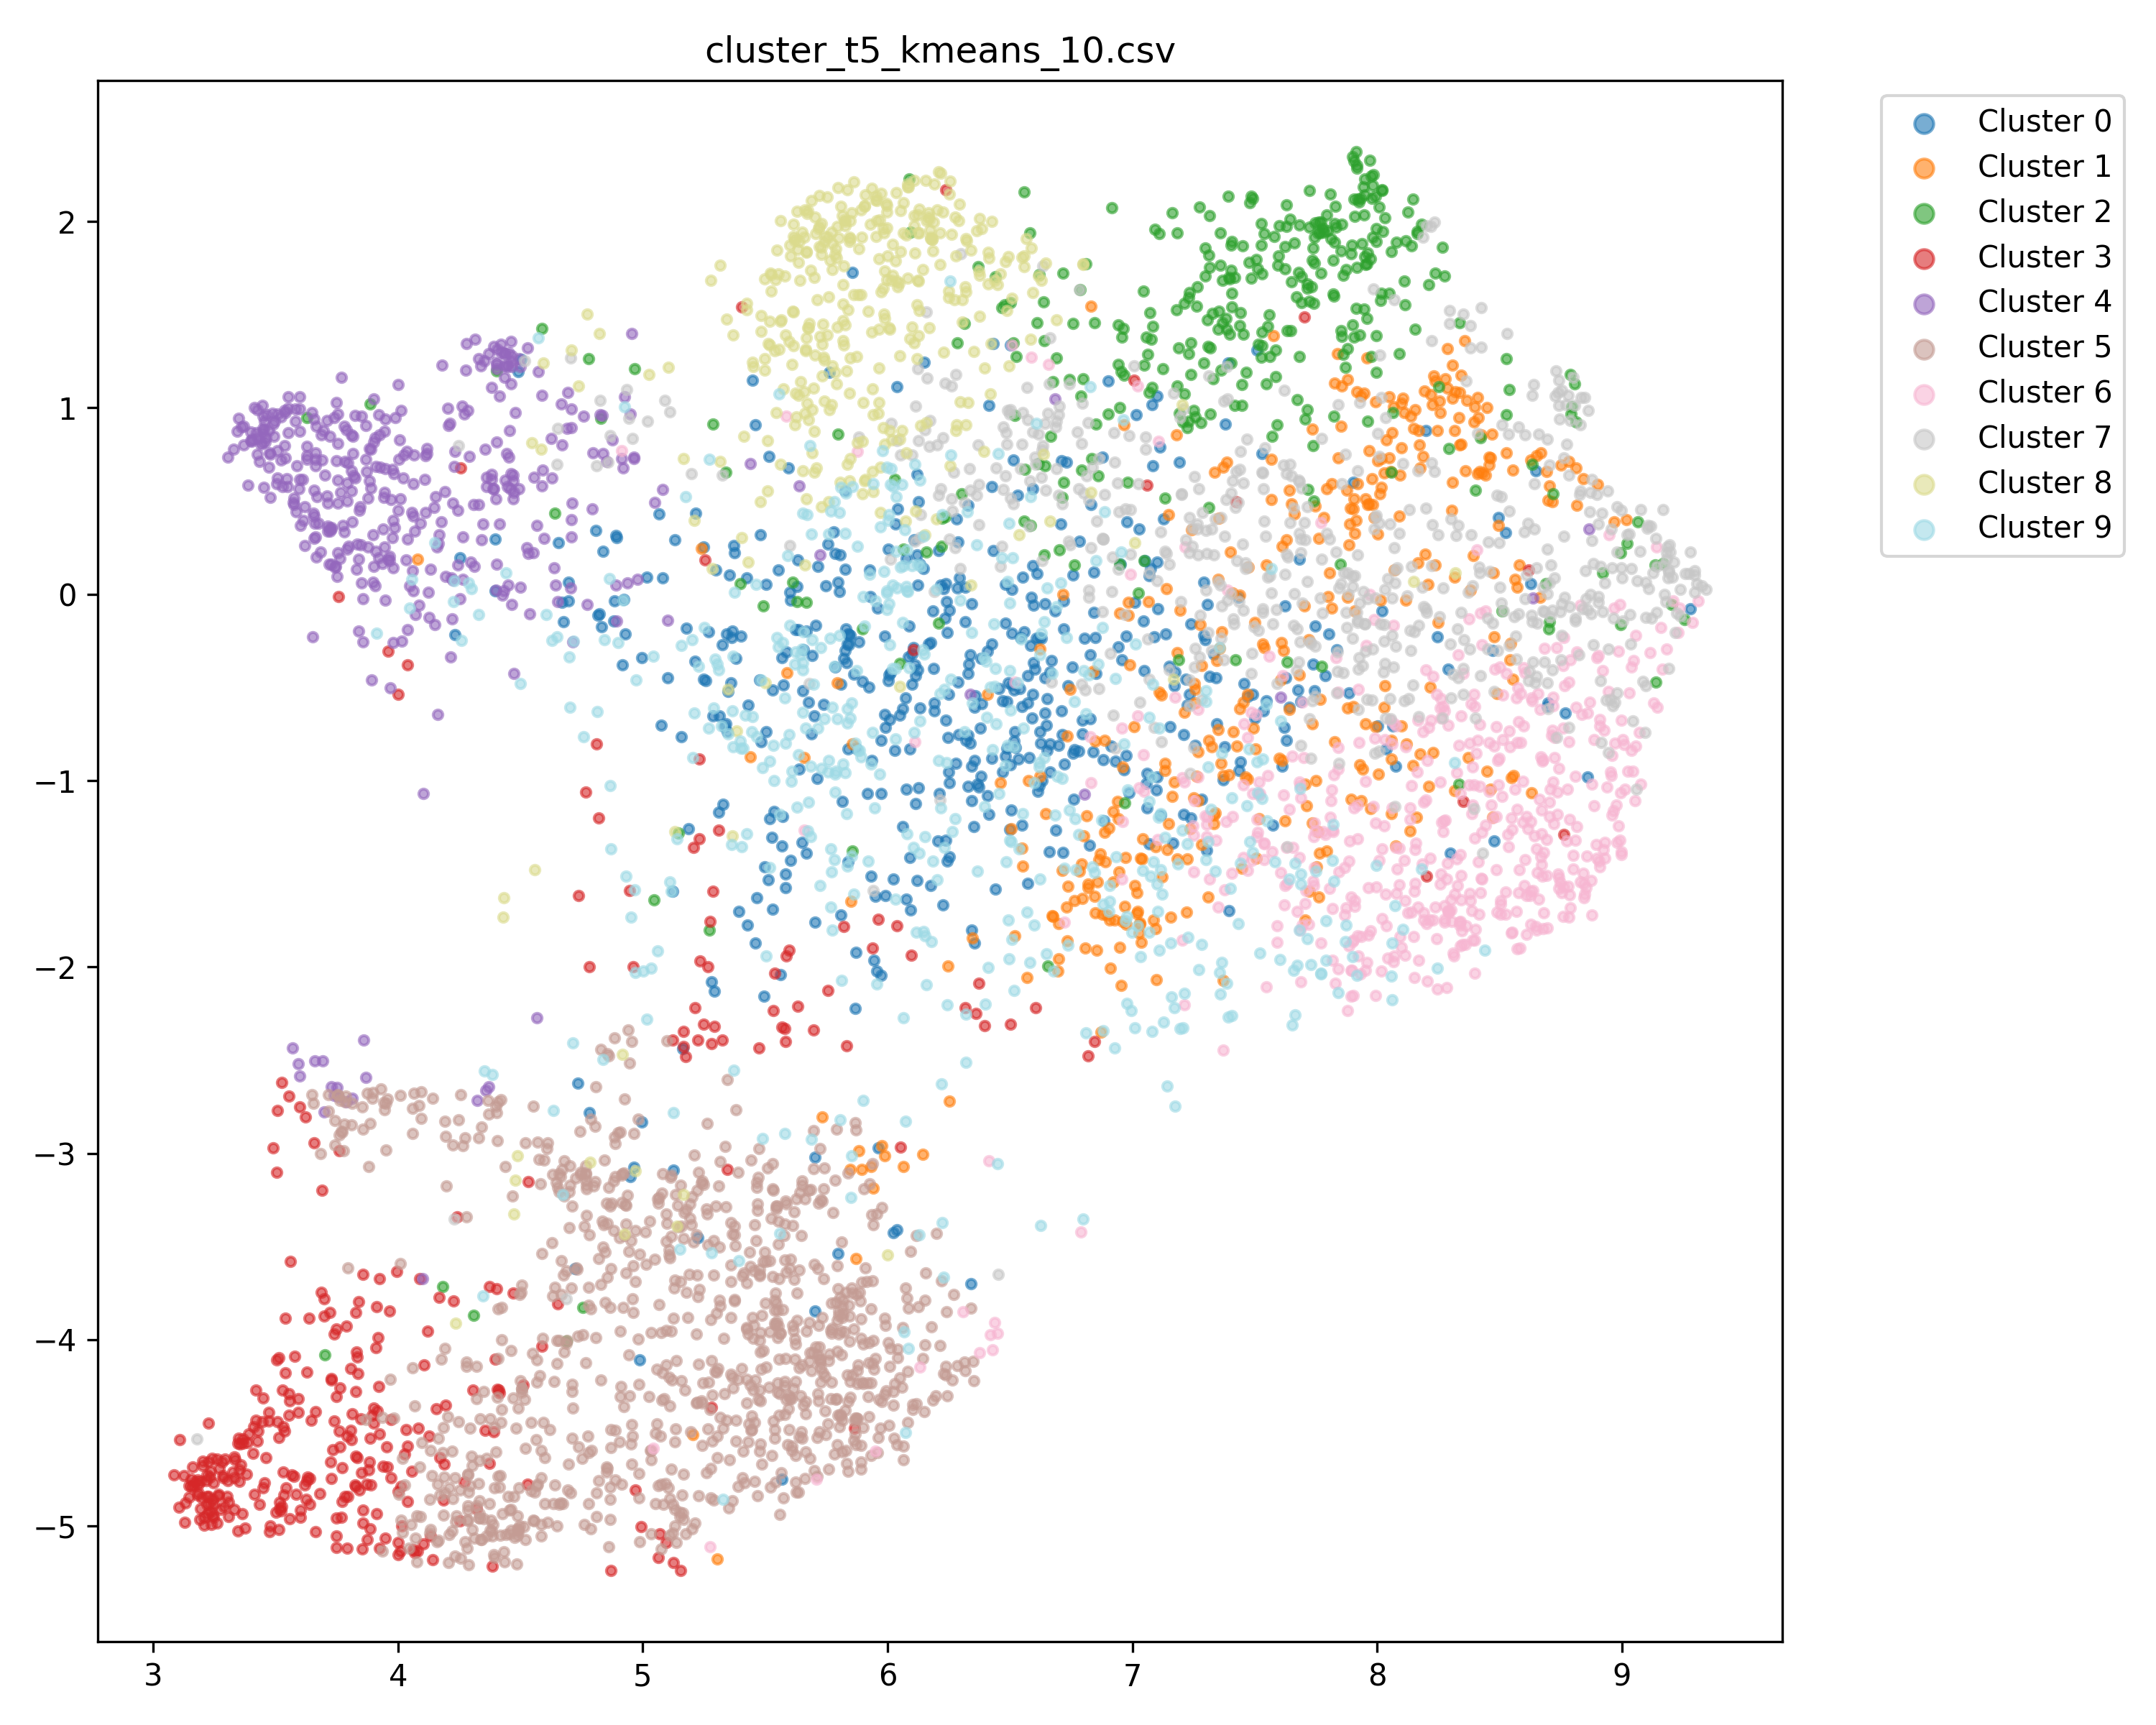 cluster_t5_kmeans_10.csv
Cluster 0
Cluster 1
Cluster 2
Cluster 3
Cluster 4
Cluster 5
Cluster 6
Cluster 7
Cluster 8
Cluster 9
2
1
0
−1
−2
−3
−4
−5
3 4 5 6 7 8 9